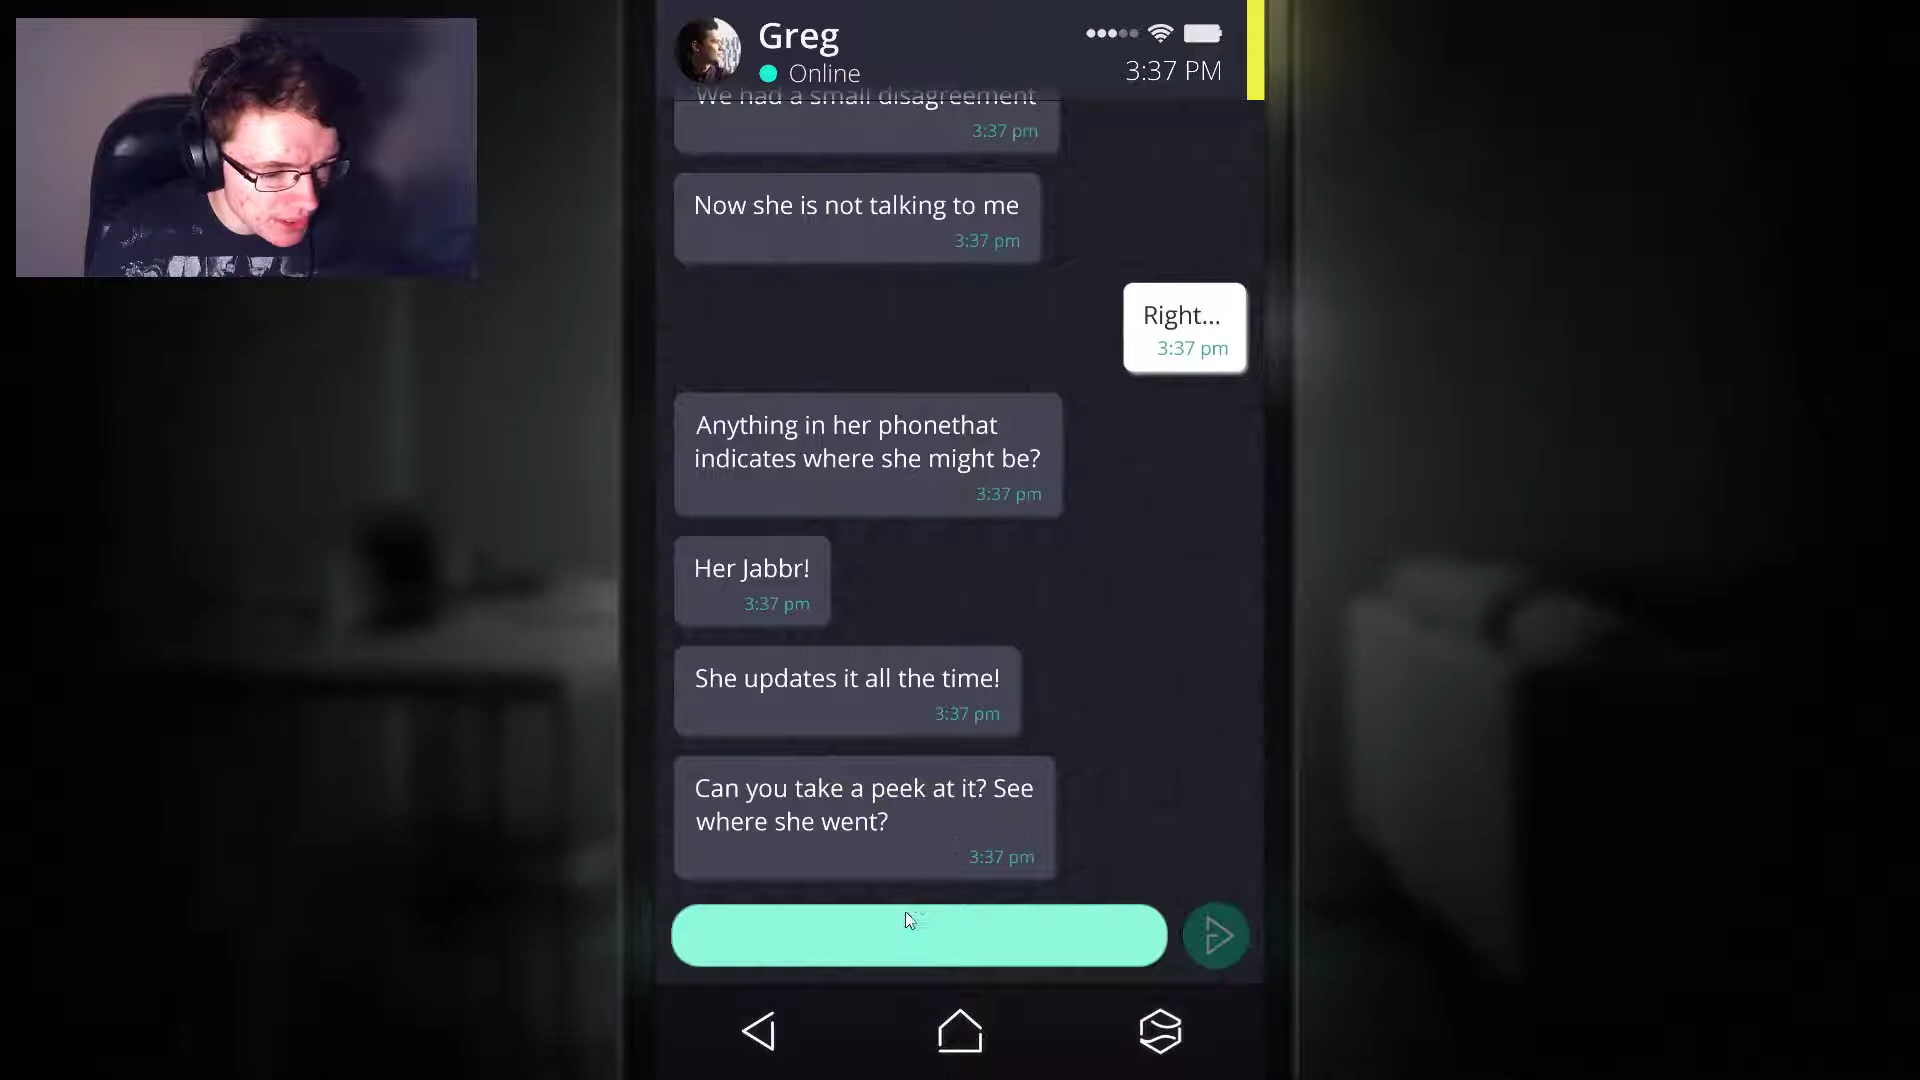 Greg
Online
3:37 PM
We had a small disagreement
3:37 pm
Now she is not talking to me
3:37 pm
Right...
3:37 pm
Anything in her phonethat
indicates where she might be?
3:37 pm
Her Jabbr!
3:37 pm
She updates it all the time!
3:37 pm
Can you take a peek at it? See
where she went?
3:37 pm